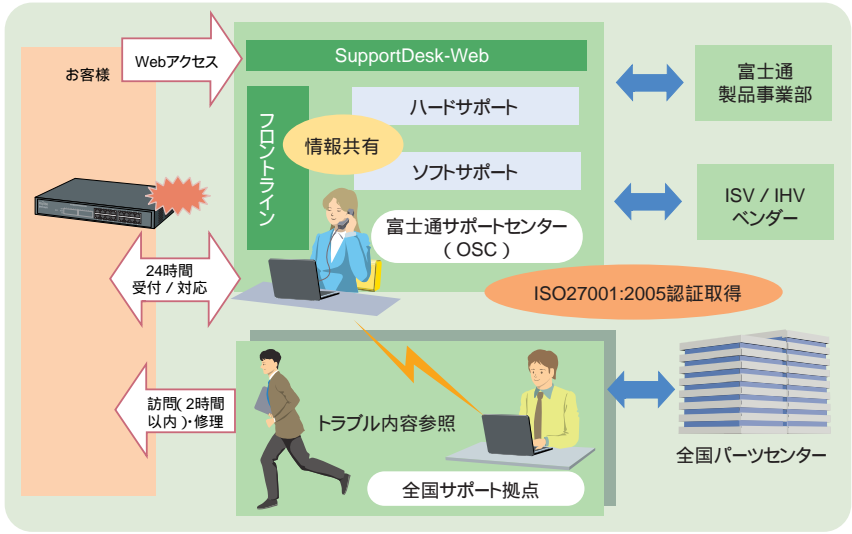 お客様
Webアクセス
SupportDesk-Web
フロントライン
情報共有
ハードサポート
ソフトサポート
富士通サポートセンター
( OSC )
富士通
製品事業部
ISV / IHV
ベンダー
24時間
受付 / 対応
ISO27001:2005認証取得
訪問( 2時間
以内 )・修理
トラブル内容参照
全国サポート拠点
全国パーツセンター